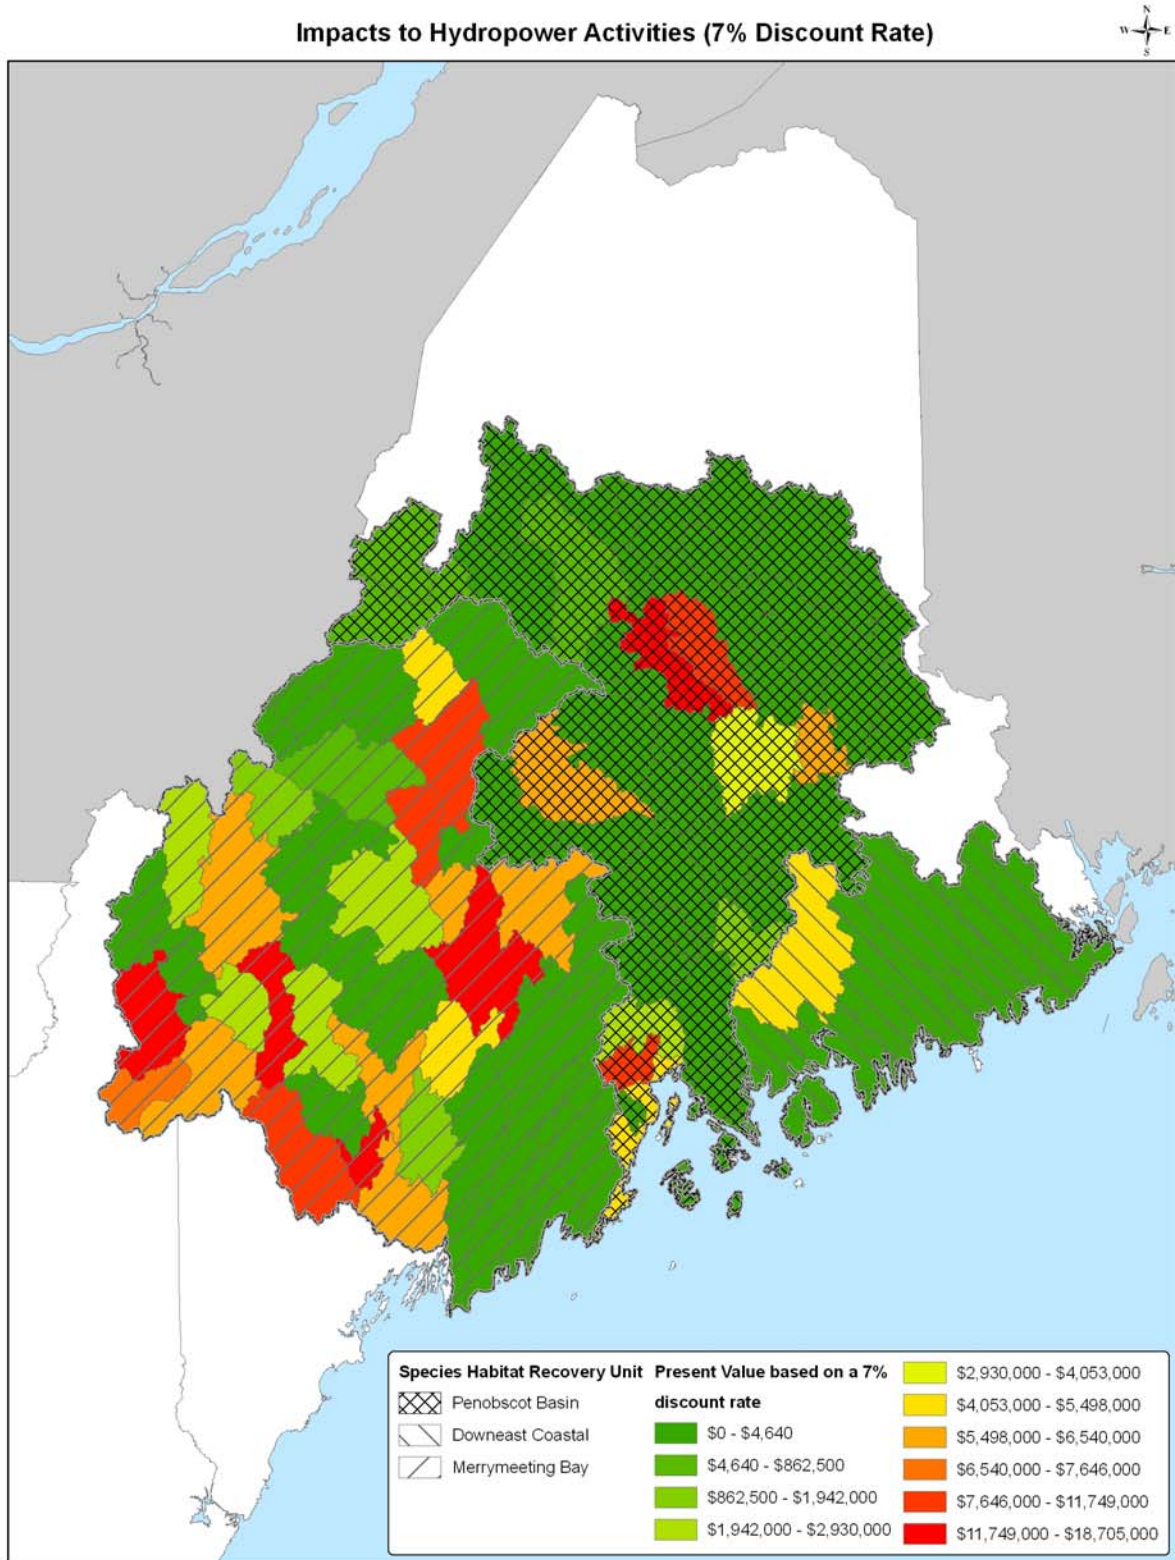 Impacts to Hydropower Activities (7% Discount Rate)
N
W E
S
Species Habitat Recovery Unit
Penobscot Basin
Downeast Coastal
Merrymeeting Bay
Present Value based on a 7%
discount rate
$0 - $4,640
$4,640 - $862,500
$862,500 - $1,942,000
$1,942,000 - $2,930,000
$2,930,000 - $4,053,000
$4,053,000 - $5,498,000
$5,498,000 - $6,540,000
$6,540,000 - $7,646,000
$7,646,000 - $11,749,000
$11,749,000 - $18,705,000